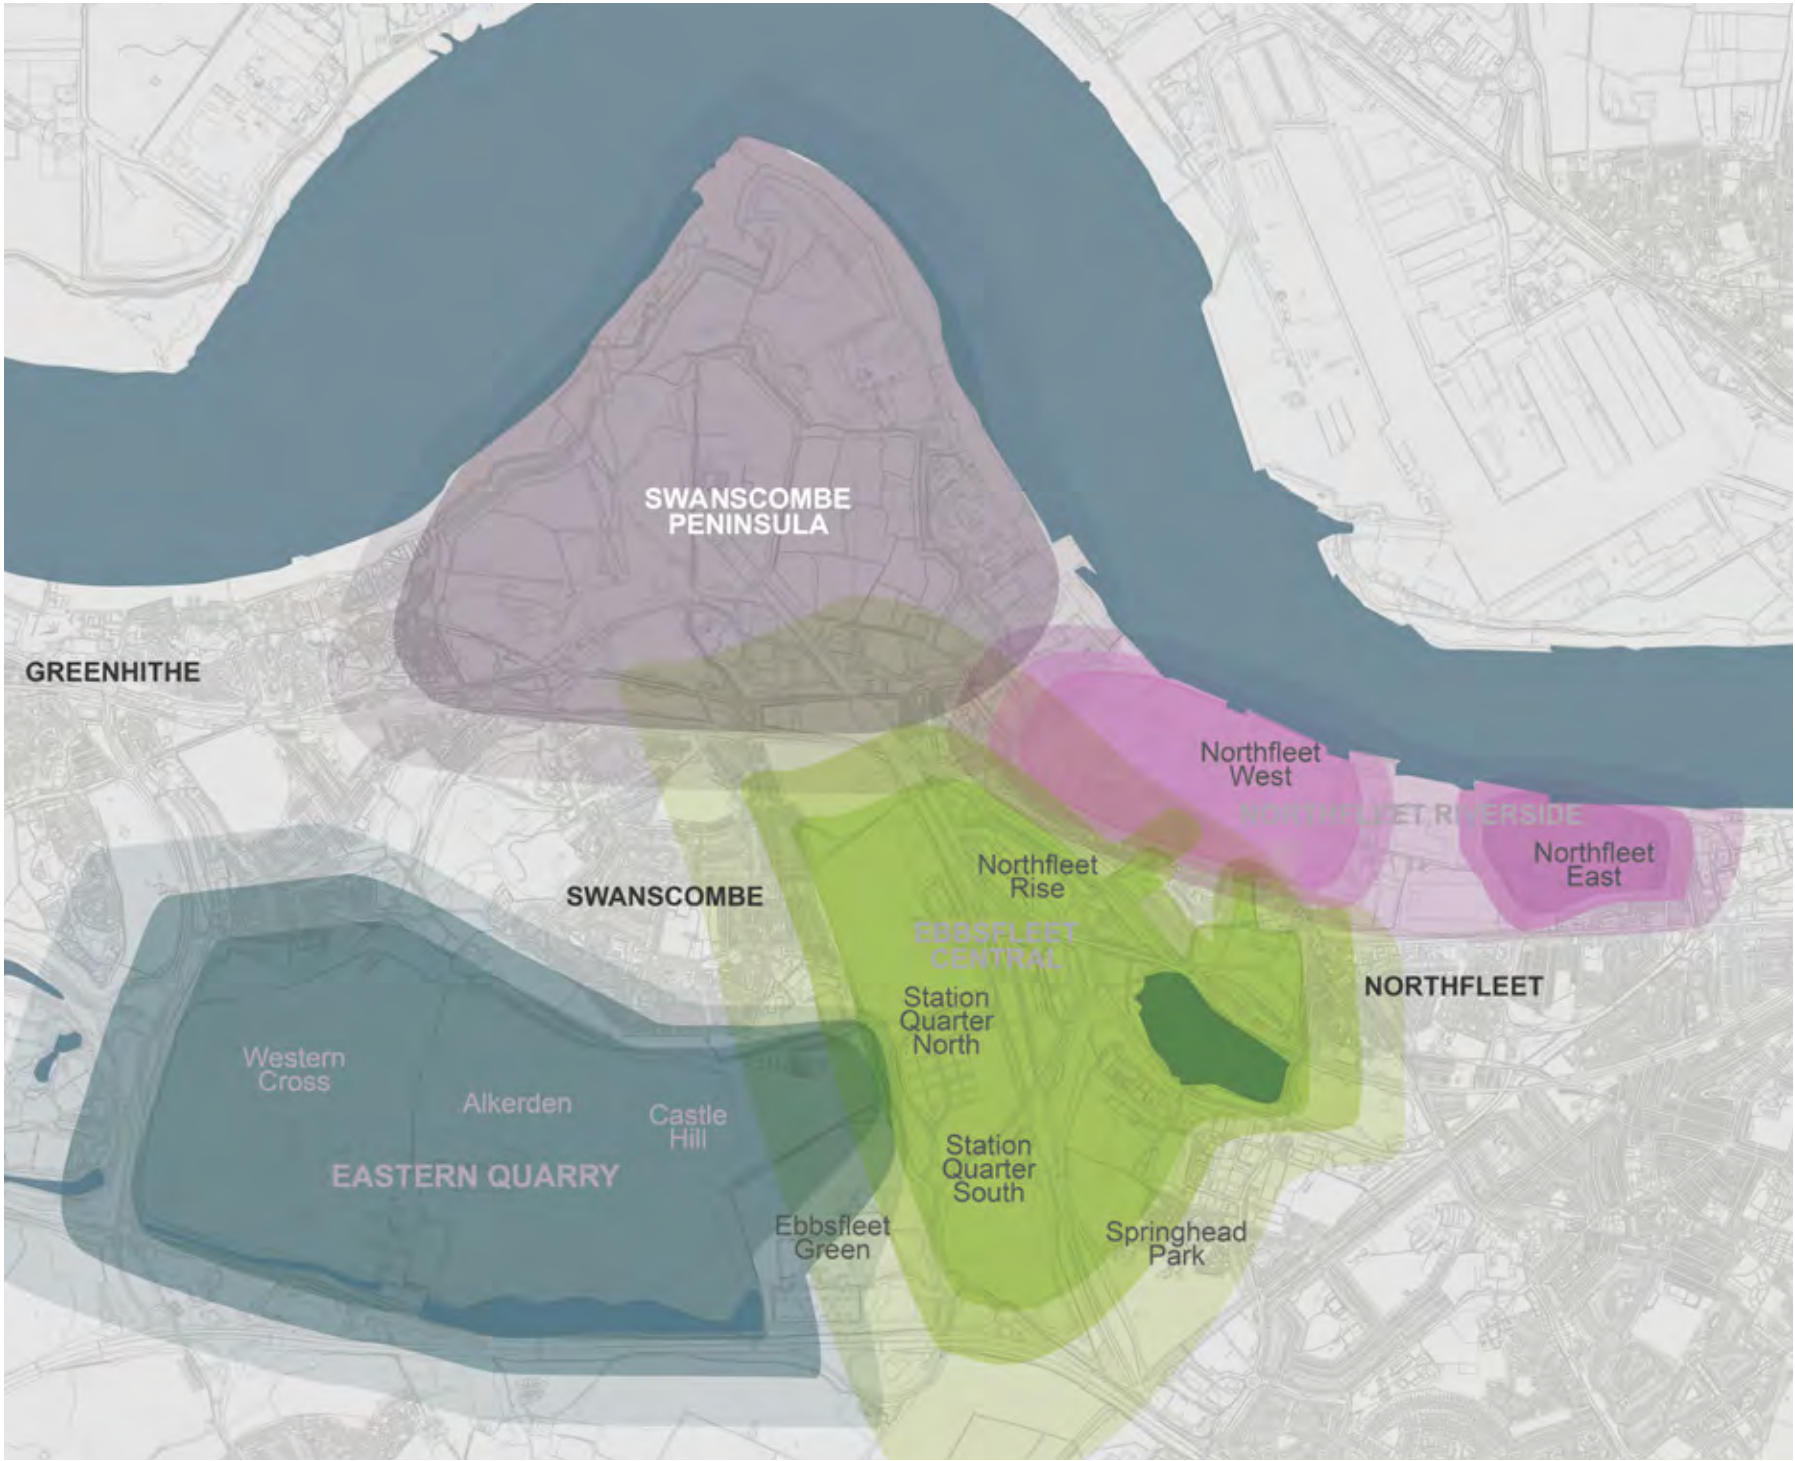 SWANSCOMBE
PENINSULA
GREENHITHE
Northfleet
West
NORTHFLEET RIVERSIDE
Northfleet
East
Northfleet
Rise
SWANSCOMBE
EBBSFLEET
CENTRAL
NORTHFLEET
Station
Quarter
North
Western
Cross
Alkerden
Castle
Hill
EASTERN QUARRY
Station
Quarter
South
Ebbsfleet
Green
Springhead
Park